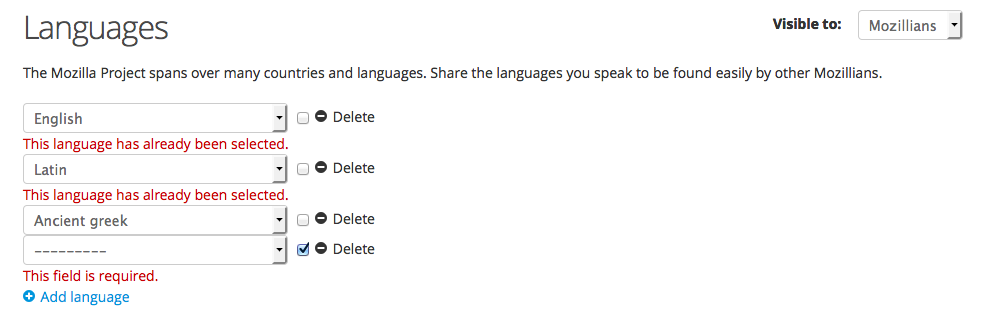 Languages
Visible to: Mozillians
The Mozilla Project spans over many countries and languages. Share the languages you speak to be found easily by other Mozillians.
English Delete
This language has already been selected.
Latin Delete
This language has already been selected.
Ancient greek Delete
--------- Delete
This field is required.
Add language